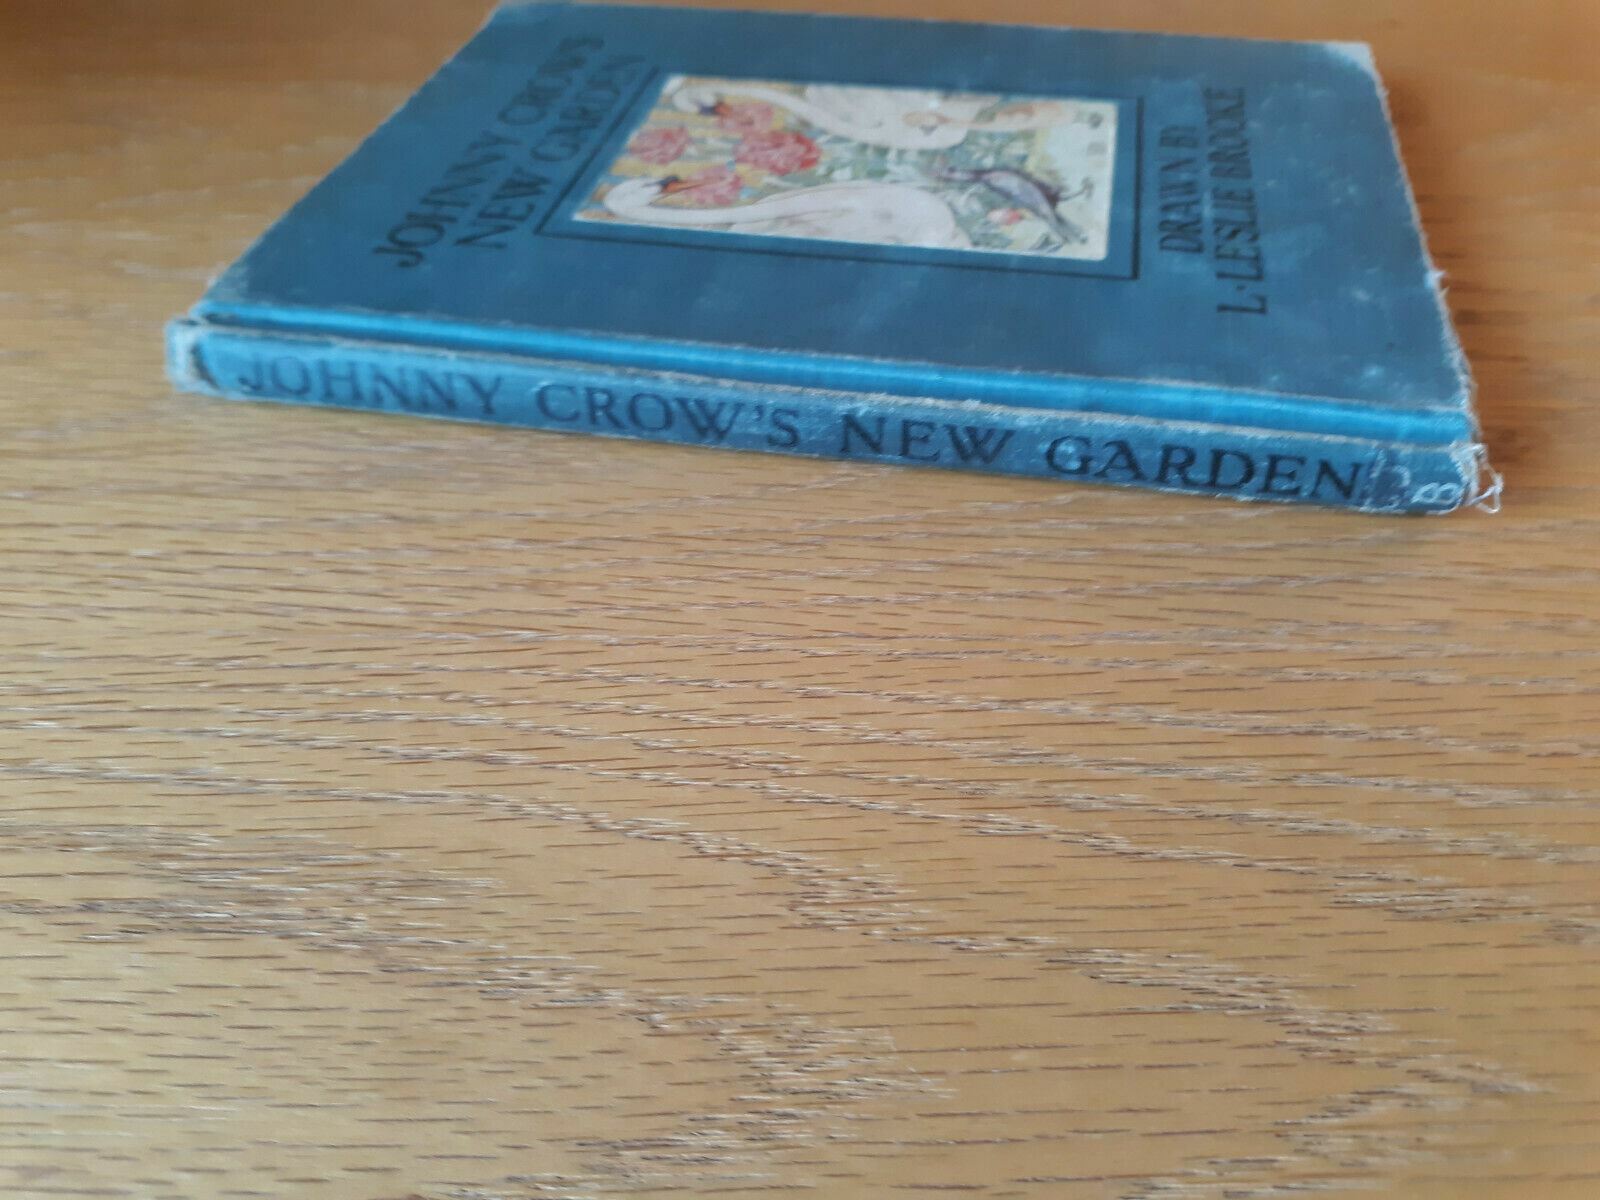 JOHNNY CROW'S
NEW GARDEN
DRAWN BY
L·LESLIE BROOKE
JOHNNY CROW'S NEW GARDEN